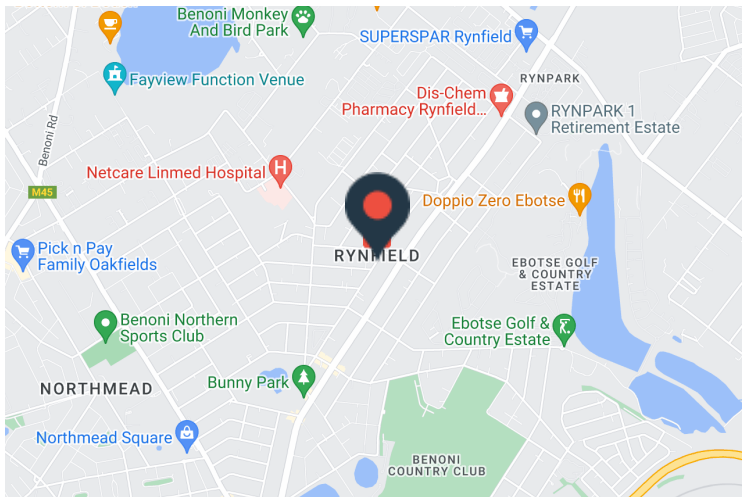 Benoni Monkey
And Bird Park
SUPERSPAR Rynfield
Fayview Function Venue
RYNPARK
Dis-Chem
Pharmacy Rynfield...
RYNPARK 1
Retirement Estate
Benoni Rd
Netcare Linmed Hospital
M45
Doppio Zero Ebotse
Pick n Pay
Family Oakfields
RYNFIELD
EBOTSE GOLF
& COUNTRY
ESTATE
Benoni Northern
Sports Club
Ebotse Golf &
Country Estate
NORTHMEAD
Bunny Park
Northmead Square
BENONI
COUNTRY CLUB